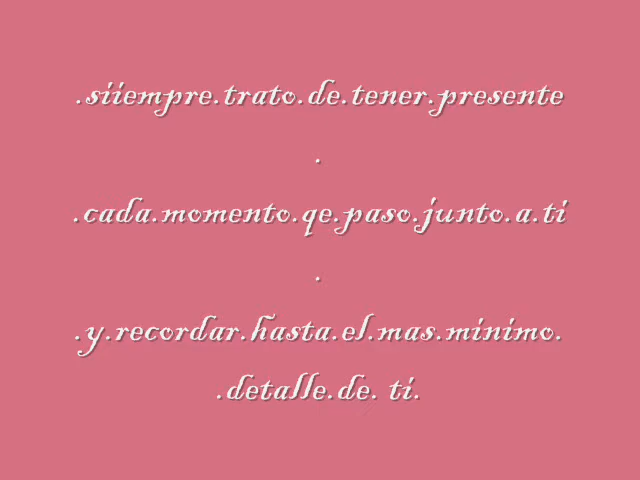 .siiempre.trato.de.tener.presente
.
.cada.momento.qe.paso.junto.a.ti
.
.y.recordar.hasta.el.mas.minimo.
.detalle.de. ti.